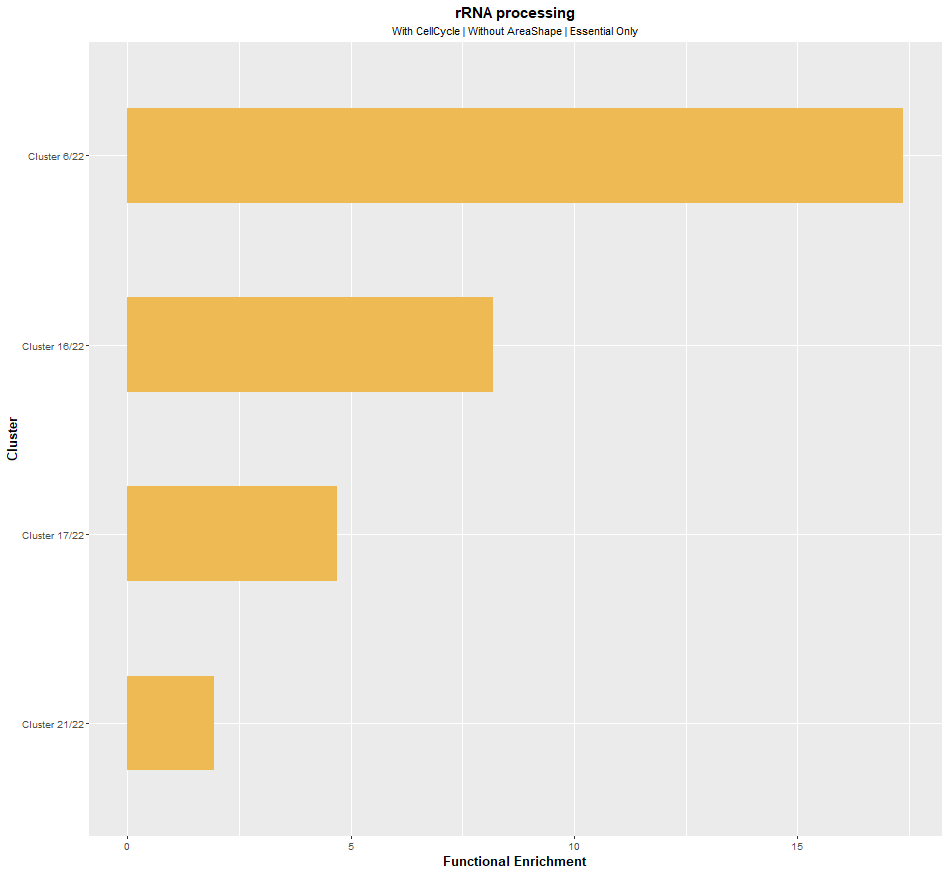 rRNA processing
With CellCycle | Without AreaShape | Essential Only
Cluster
Cluster 6/22
Cluster 16/22
Cluster 17/22
Cluster 21/22
0 5 10 15
Functional Enrichment